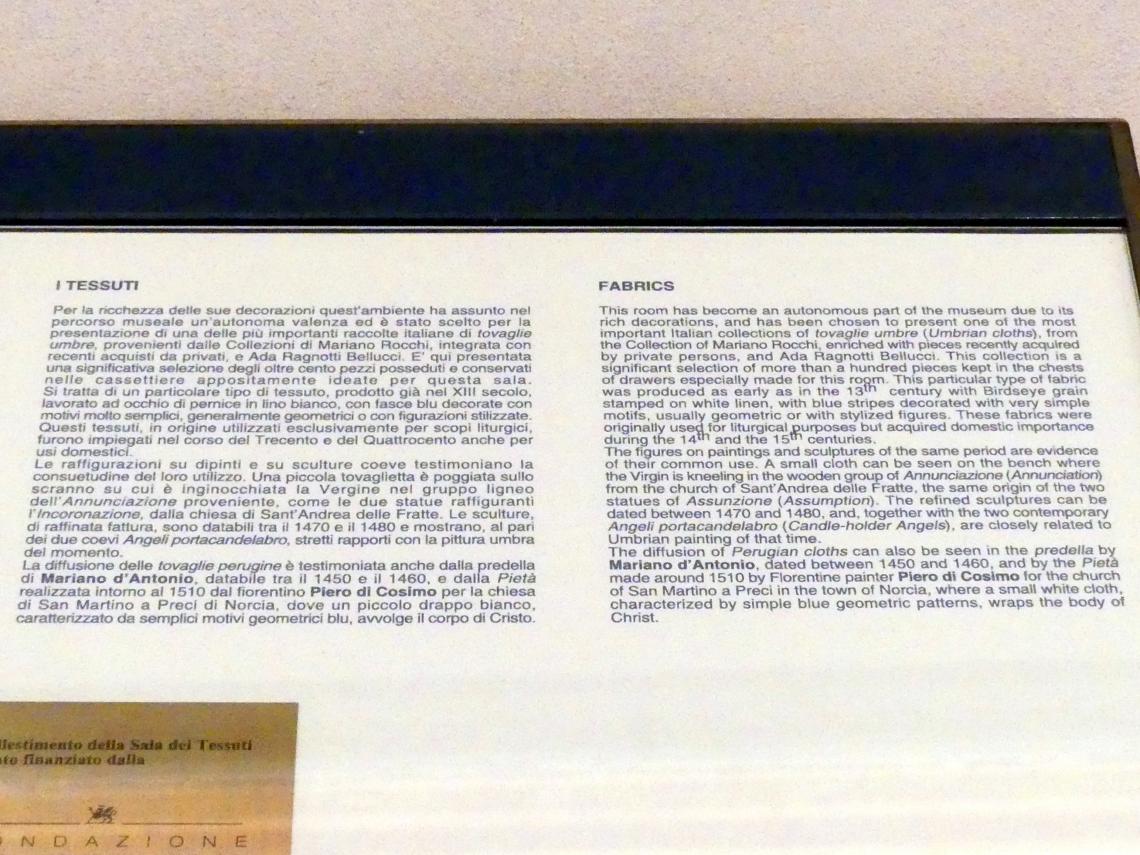 I TESSUTI
Per la ricchezza delle sue decorazioni quest'ambiente ha assunto nel
percorso museale un'autonoma valenza ed è stato scelto per la
presentazione di una delle più importanti raccolte italiane di tovaglie
umbre, provenienti dalle Collezioni di Mariano Rocchi, integrata con
recenti acquisti da privati, e Ada Ragnotti Bellucci. E' qui presentata
una significativa selezione degli oltre cento pezzi posseduti e conservati
nelle cassettiere appositamente ideate per questa sala.
Si tratta di un particolare tipo di tessuto, prodotto già nel XIII secolo,
lavorato ad occhio di pernice in lino bianco, con fasce blu decorate con
motivi molto semplici, generalmente geometrici o con figurazioni stilizzate.
Questi tessuti, in origine utilizzati esclusivamente per scopi liturgici,
furono impiegati nel corso del Trecento e del Quattrocento anche per
usi domestici.
Le raffigurazioni su dipinti e su sculture coeve testimoniano la
consuetudine del loro utilizzo. Una piccola tovaglietta è poggiata sullo
scranno su cui è inginocchiata la Vergine nel gruppo ligneo
dell'Annunciazione proveniente, come le due statue raffiguranti
l'Incoronazione, dalla chiesa di Sant'Andrea delle Fratte. Le sculture,
di raffinata fattura, sono databili tra il 1470 e il 1480 e mostrano, al pari
dei due coevi Angeli portacandelabro, stretti rapporti con la pittura umbra
del momento.
La diffusione delle tovaglie perugine è testimoniata anche dalla predella
di Mariano d'Antonio, databile tra il 1450 e il 1460, e dalla Pietà
realizzata intorno al 1510 dal fiorentino Piero di Cosimo per la chiesa
di San Martino a Preci di Norcia, dove un piccolo drappo bianco,
caratterizzato da semplici motivi geometrici blu, avvolge il corpo di Cristo.
FABRICS
This room has become an autonomous part of the museum due to its
rich decorations, and has been chosen to present one of the most
important Italian collections of tovaglie umbre (Umbrian cloths), from
the Collection of Mariano Rocchi, enriched with pieces recently acquired
by private persons, and Ada Ragnotti Bellucci. This collection is a
significant selection of more than a hundred pieces kept in the chests
of drawers especially made for this room. This particular type of fabric
was produced as early as in the 13th century with Birdseye grain
stamped on white linen, with blue stripes decorated with very simple
motifs, usually geometric or with stylized figures. These fabrics were
originally used for liturgical purposes but acquired domestic importance
during the 14th and the 15th centuries.
The figures on paintings and sculptures of the same period are evidence
of their common use. A small cloth can be seen on the bench where
the Virgin is kneeling in the wooden group of Annunciazione (Annunciation)
from the church of Sant'Andrea delle Fratte, the same origin of the two
statues of Assunzione (Assumption). The refined sculptures can be
dated between 1470 and 1480, and, together with the two contemporary
Angeli portacandelabro (Candle-holder Angels), are closely related to
Umbrian painting of that time.
The diffusion of Perugian cloths can also be seen in the predella by
Mariano d'Antonio, dated between 1450 and 1460, and by the Pietà
made around 1510 by Florentine painter Piero di Cosimo for the church
of San Martino a Preci in the town of Norcia, where a small white cloth,
characterized by simple blue geometric patterns, wraps the body of
Christ.
llestimento della Sala dei Tessuti
to finanziato dalla
ONDAZIONE